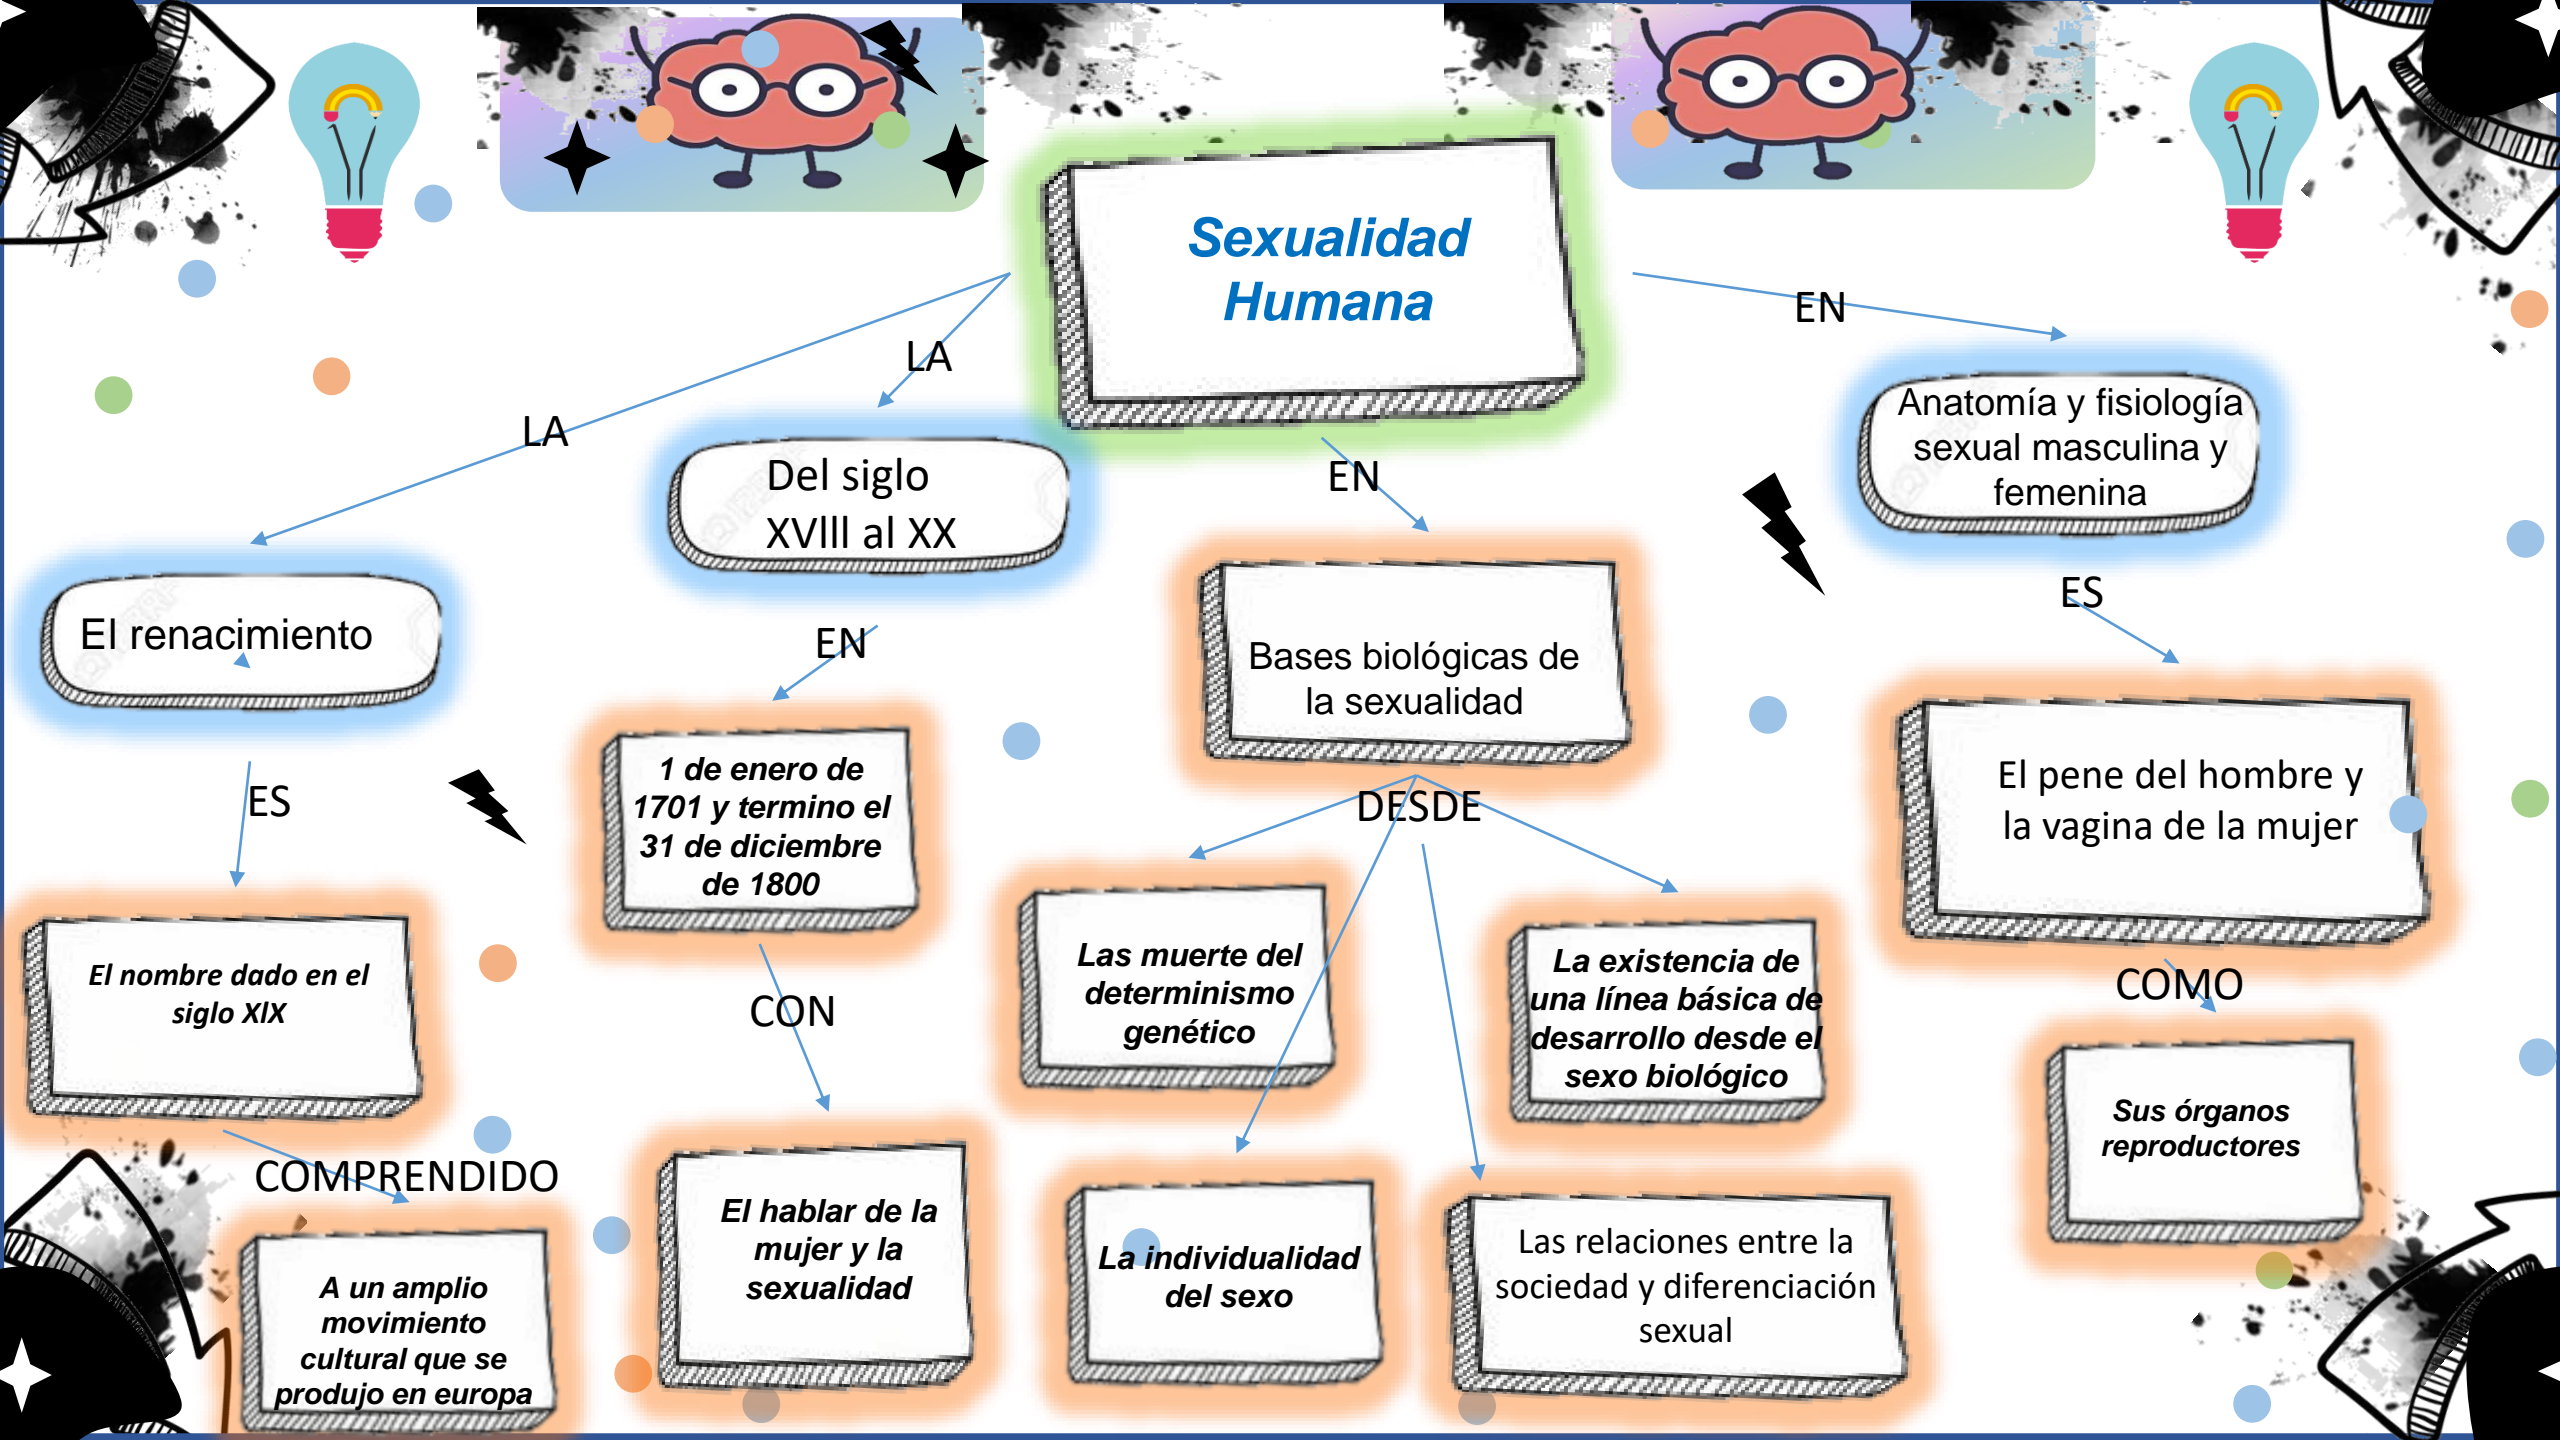 Sexualidad
Humana
EN
LA
LA
Anatomía y fisiología
sexual masculina y
femenina
Del siglo
XVlll al XX
EN
El renacimiento
EN
ES
Bases biológicas de
la sexualidad
ES
1 de enero de
1701 y termino el
31 de diciembre
de 1800
DESDE
El pene del hombre y
la vagina de la mujer
El nombre dado en el
siglo XlX
CON
Las muerte del
determinismo
genético
La existencia de
una línea básica de
desarrollo desde el
sexo biológico
COMO
COMPRENDIDO
Sus órganos
reproductores
A un amplio
movimiento
cultural que se
produjo en europa
El hablar de la
mujer y la
sexualidad
La individualidad
del sexo
Las relaciones entre la
sociedad y diferenciación
sexual